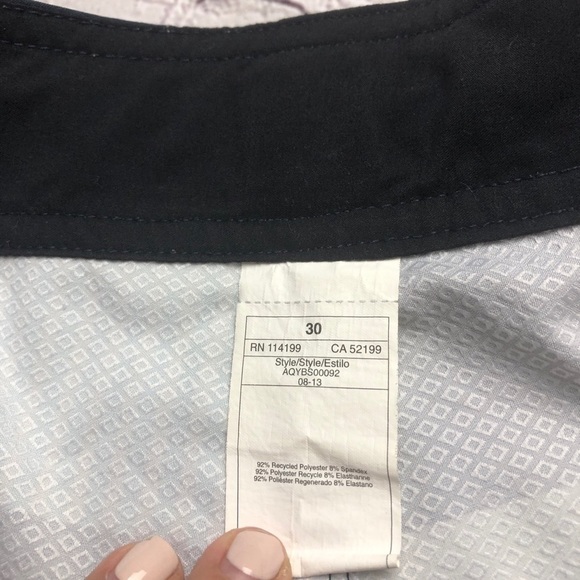 30
RN 114199 CA 52199
Style/Style/Estilo
AQYBS00092
08-13
92% Recycled Polyester 8% Spandex
92% Polyester Recycle 8% Elasthanne
92% Poliéster Regenerado 8% Elastano